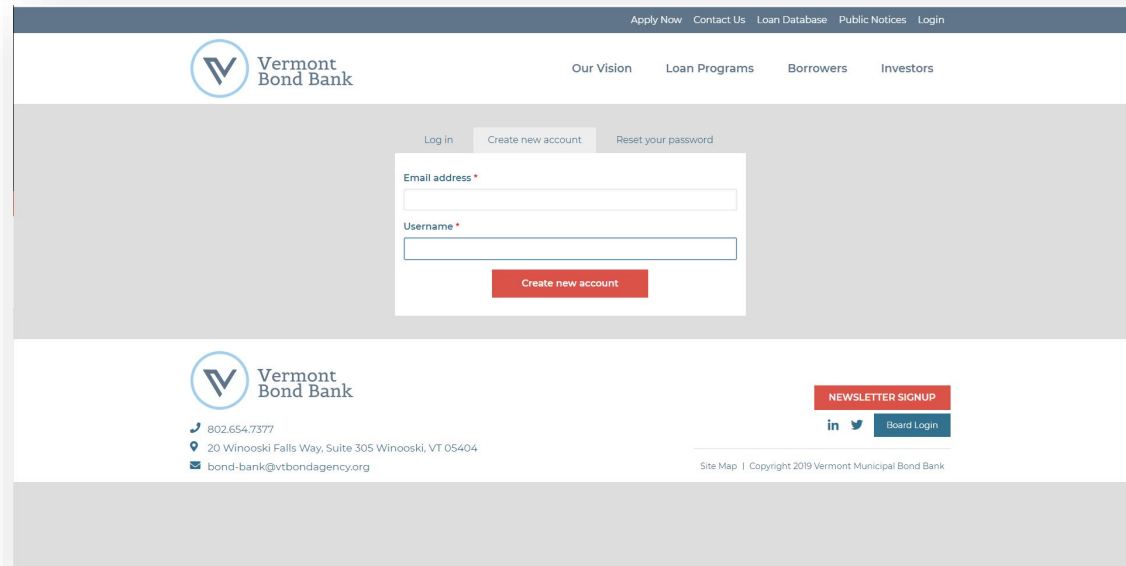 Apply Now Contact Us Loan Database Public Notices Login
Vermont
Bond Bank
Our Vision Loan Programs Borrowers Investors
Log in Create new account Reset your password
Email address *
Username *
Create new account
Vermont
Bond Bank
802.654.7377
20 Winooski Falls Way, Suite 305 Winooski, VT 05404
bond-bank@vtbondagency.org
NEWSLETTER SIGNUP
in Board Login
Site Map | Copyright 2019 Vermont Municipal Bond Bank